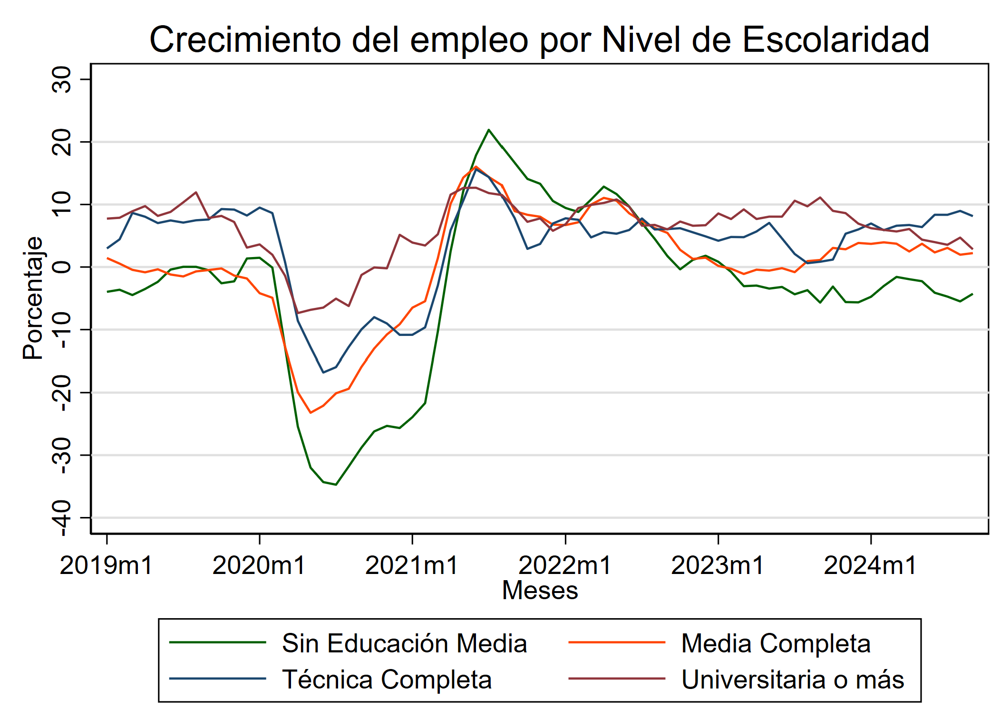 Crecimiento del empleo por Nivel de Escolaridad
Porcentaje
30
20
10
0
-10
-20
-30
-40
2019m1 2020m1 2021m1 2022m1 2023m1 2024m1
Meses
Sin Educación Media Media Completa
Técnica Completa Universitaria o más